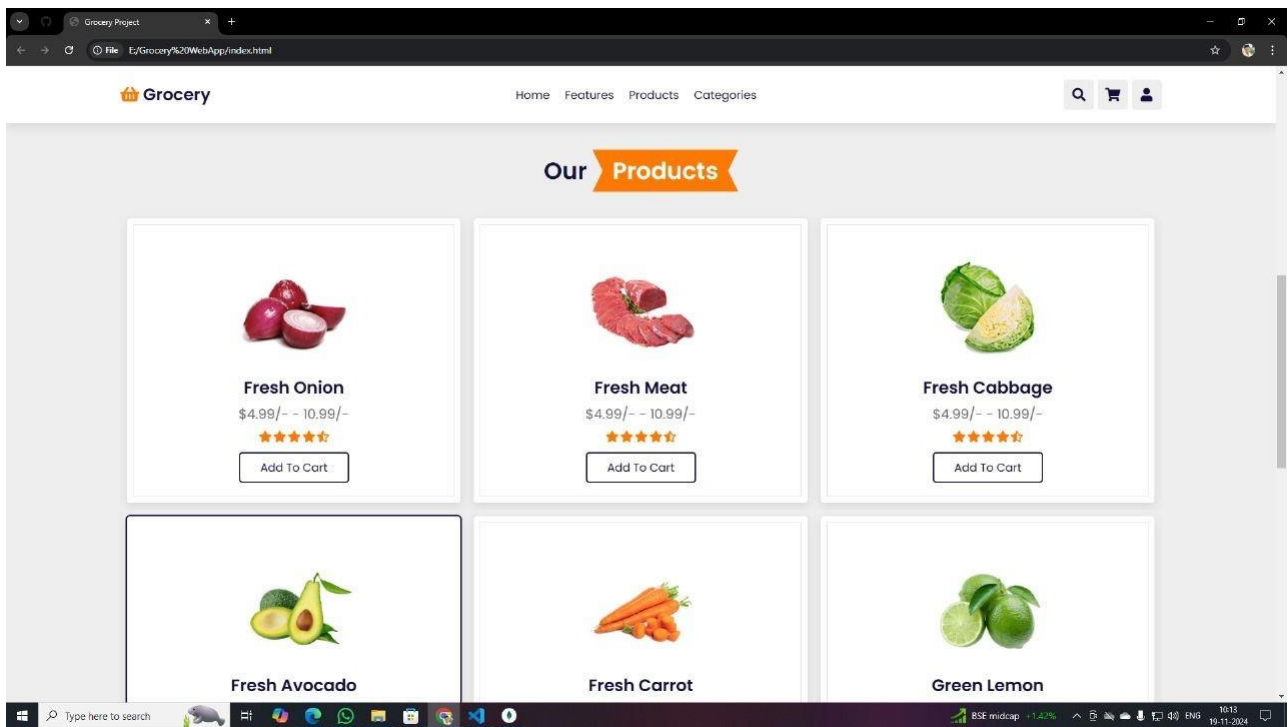 Grocery Project
File E:/Grocery%20WebApp/index.html
Grocery
Home Features Products Categories
Our Products
Fresh Onion
$4.99/- - 10.99/-
Add To Cart
Fresh Meat
$4.99/- - 10.99/-
Add To Cart
Fresh Cabbage
$4.99/- - 10.99/-
Add To Cart
Fresh Avocado
Fresh Carrot
Green Lemon
Type here to search
BSE midcap +1.42%
ENG
10:13
19-11-2024